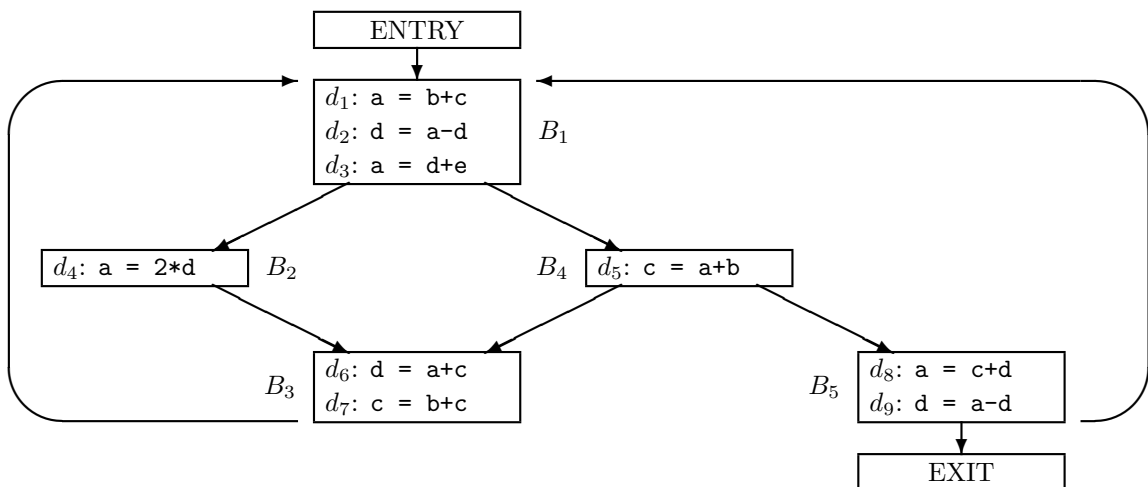 ENTRY
d₁: a = b+c
d₂: d = a-d
d₃: a = d+e
B₁
d₄: a = 2*d
B₂
B₄
d₅: c = a+b
B₃
d₆: d = a+c
d₇: c = b+c
B₅
d₈: a = c+d
d₉: d = a-d
EXIT